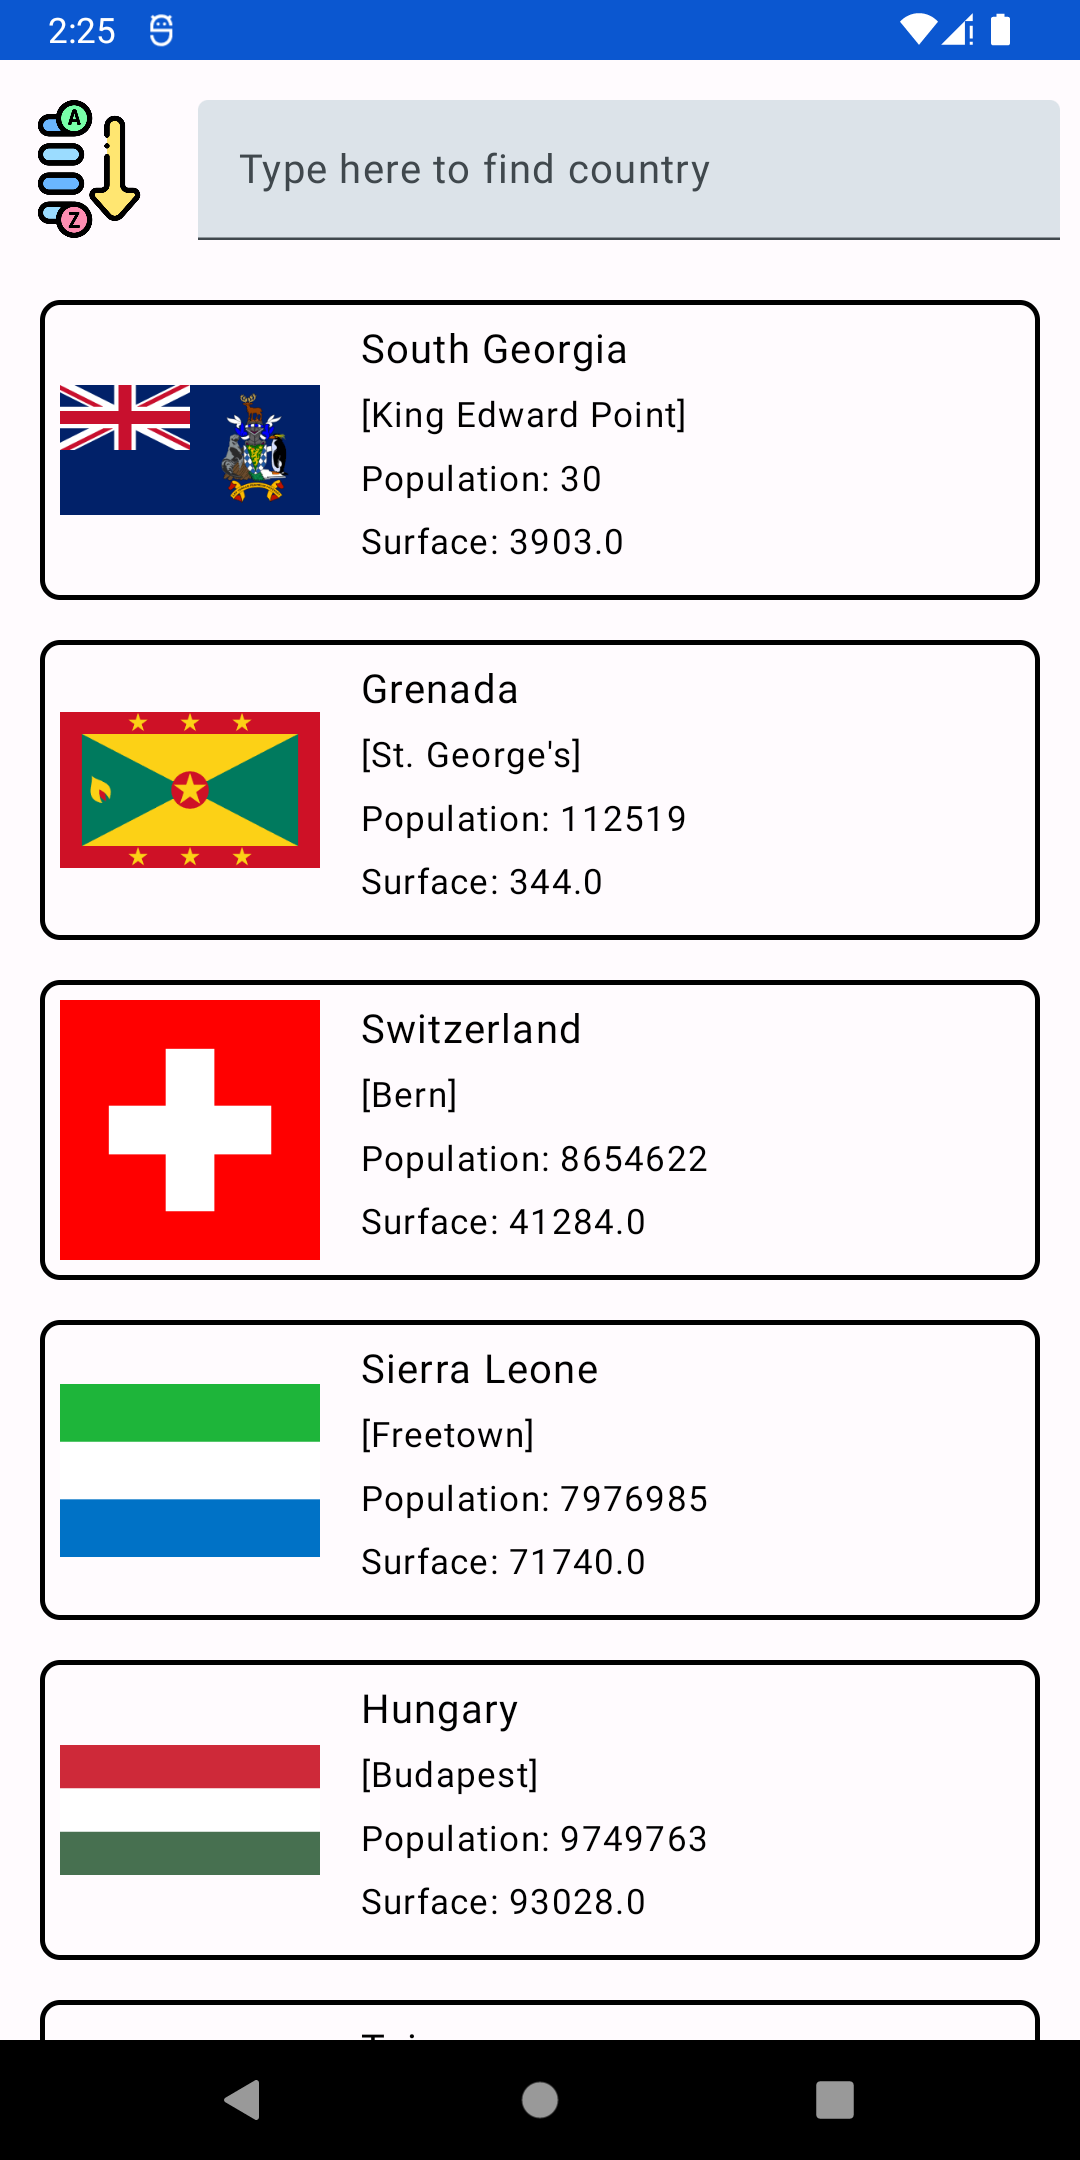 2:25
A
Z
Type here to find country
South Georgia
[King Edward Point]
Population: 30
Surface: 3903.0
Grenada
[St. George's]
Population: 112519
Surface: 344.0
Switzerland
[Bern]
Population: 8654622
Surface: 41284.0
Sierra Leone
[Freetown]
Population: 7976985
Surface: 71740.0
Hungary
[Budapest]
Population: 9749763
Surface: 93028.0